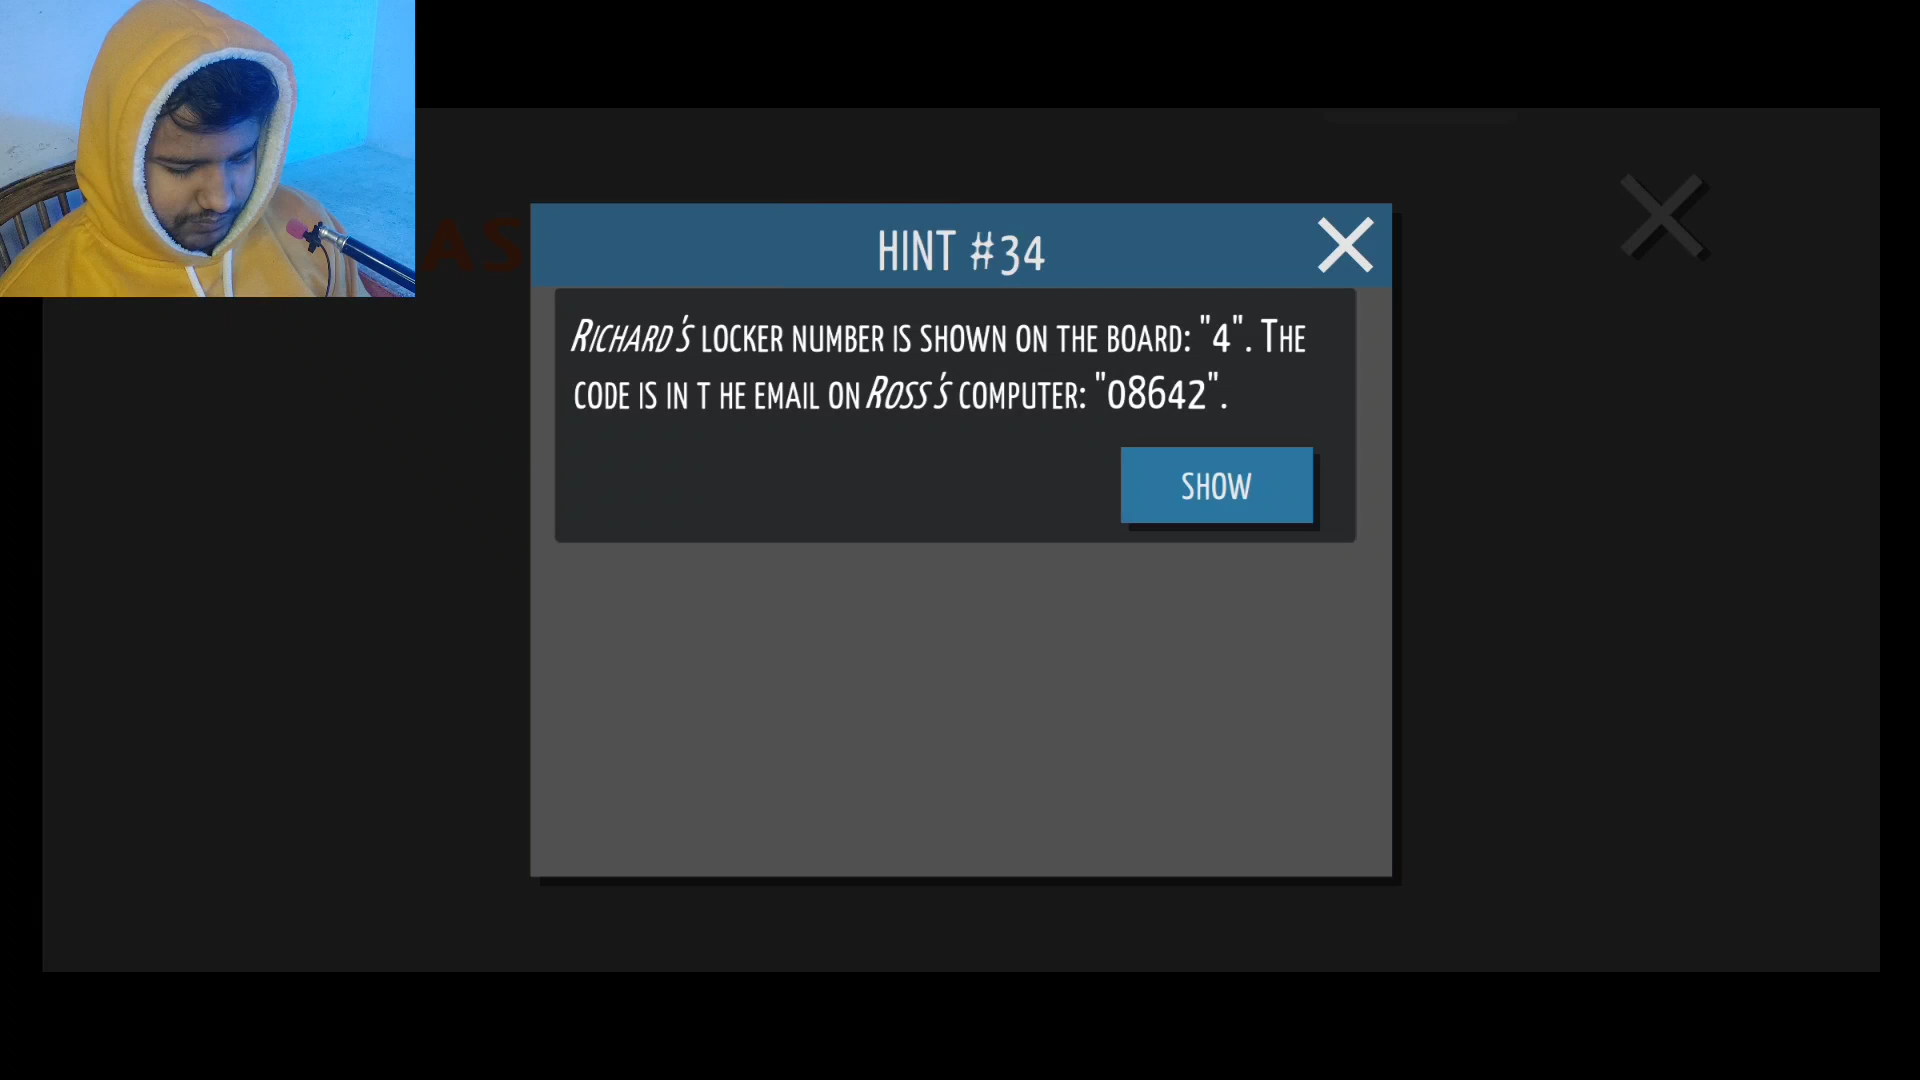 AS
HINT #34
RICHARD'S LOCKER NUMBER IS SHOWN ON THE BOARD: "4". THE
CODE IS IN T HE EMAIL ON ROSS'S COMPUTER: "08642".
SHOW